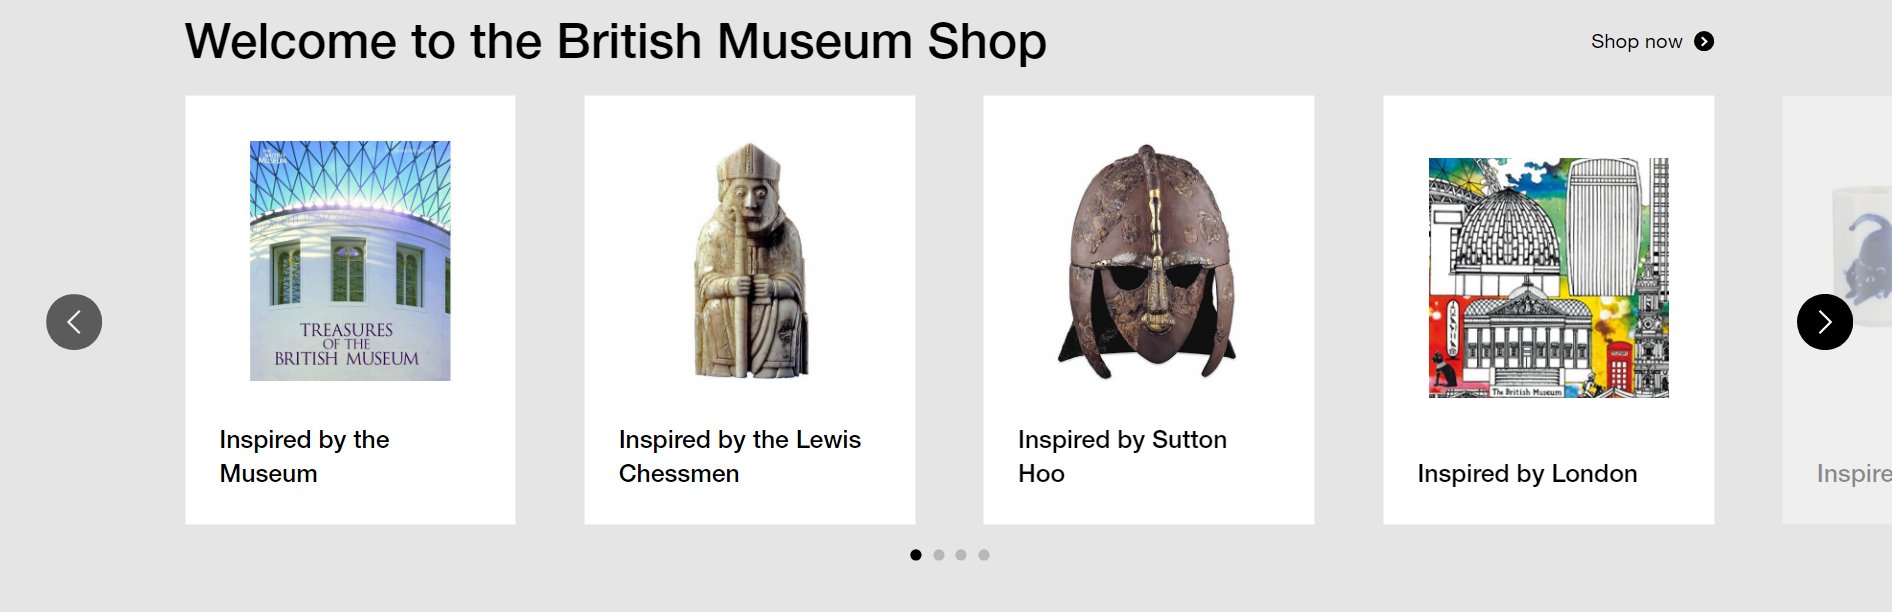 Welcome to the British Museum Shop
Shop now
TREASURES
OF THE
BRITISH MUSEUM
Inspired by the
Museum
Inspired by the Lewis
Chessmen
Inspired by Sutton
Hoo
The British Museum
Inspired by London
Inspire